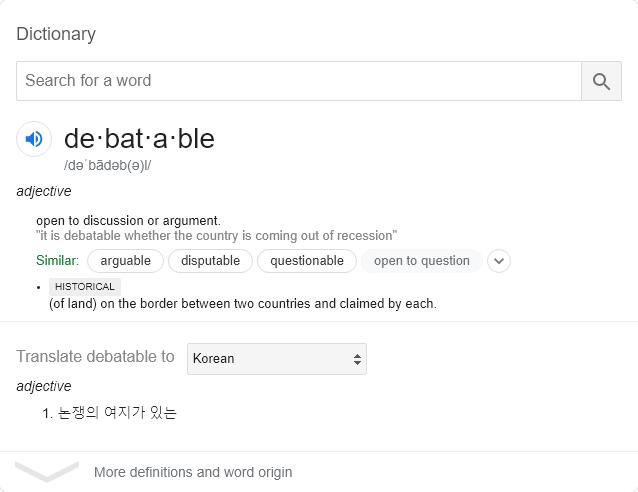 Dictionary
Search for a word
de·bat·a·ble
/dəˈbādəb(ə)l/
adjective
open to discussion or argument.
"it is debatable whether the country is coming out of recession"
Similar: arguable disputable questionable open to question
• HISTORICAL
(of land) on the border between two countries and claimed by each.
Translate debatable to Korean
adjective
1. 논쟁의 여지가 있는
More definitions and word origin